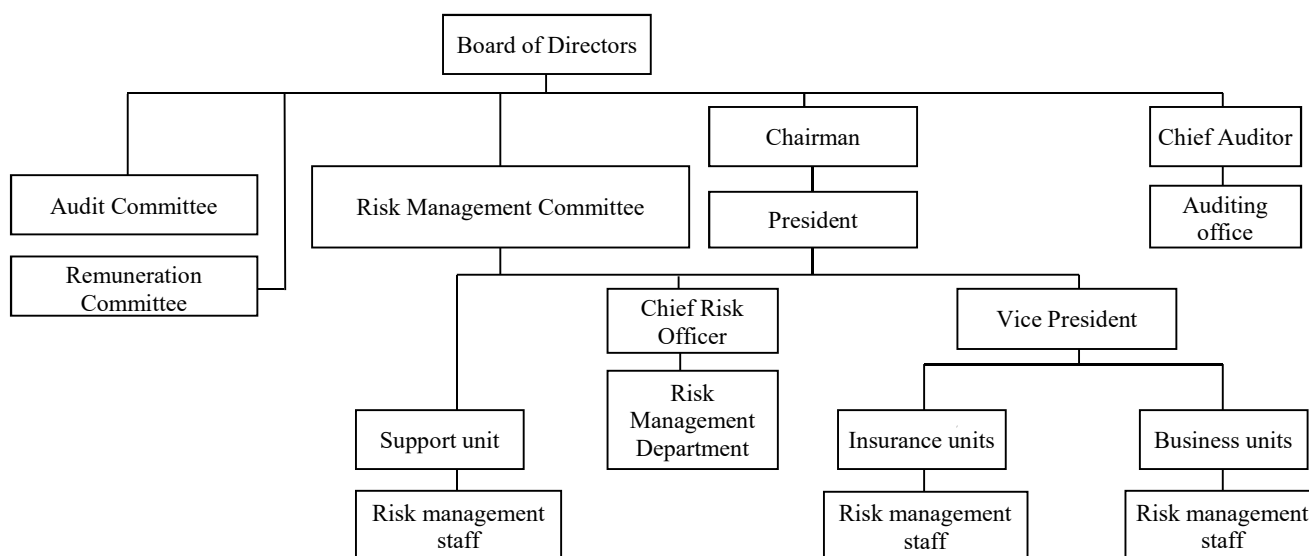 Board of Directors
Chairman
Chief Auditor
Audit Committee
Risk Management Committee
President
Auditing
office
Remuneration
Committee
Chief Risk
Officer
Vice President
Risk
Management
Department
Support unit
Insurance units
Business units
Risk management
staff
Risk management
staff
Risk management
staff